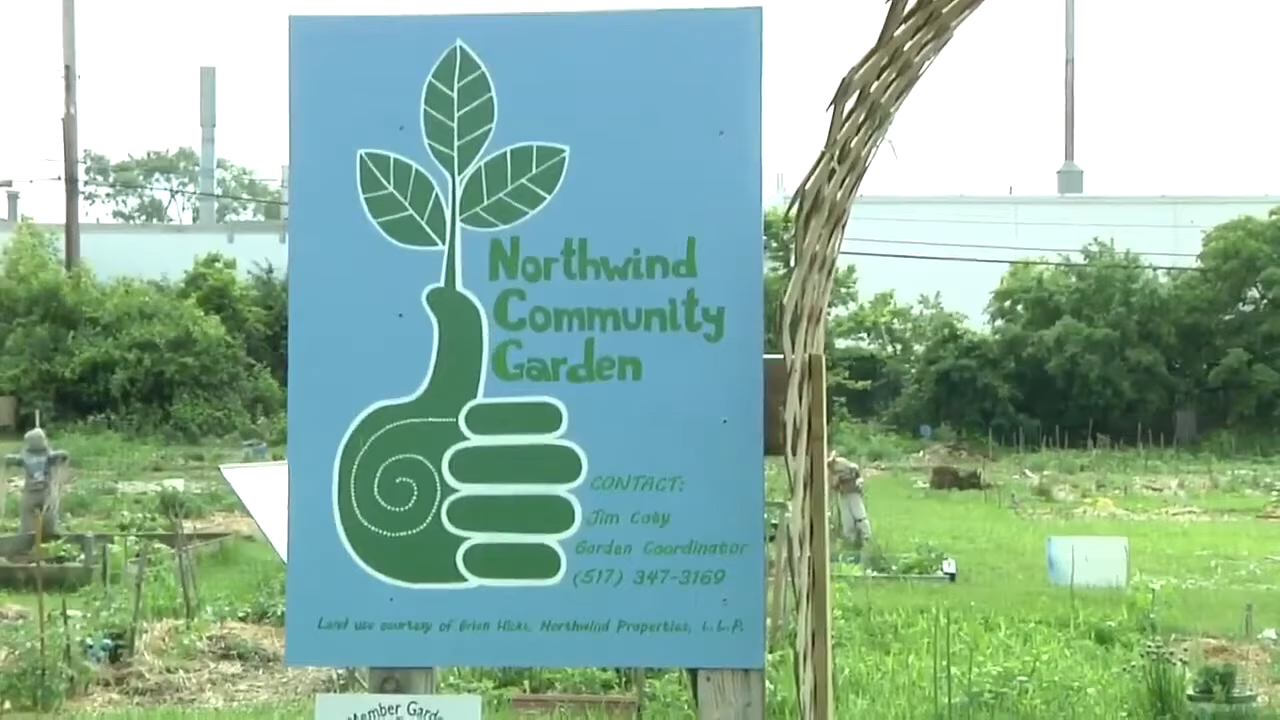 Northwind
Community
Garden
CONTACT:
Jim Coby
Garden Coordinator
(517) 347-3169
Land use courtesy of Brian Hicks, Northwind Properties, L.L.P.
Member Garde